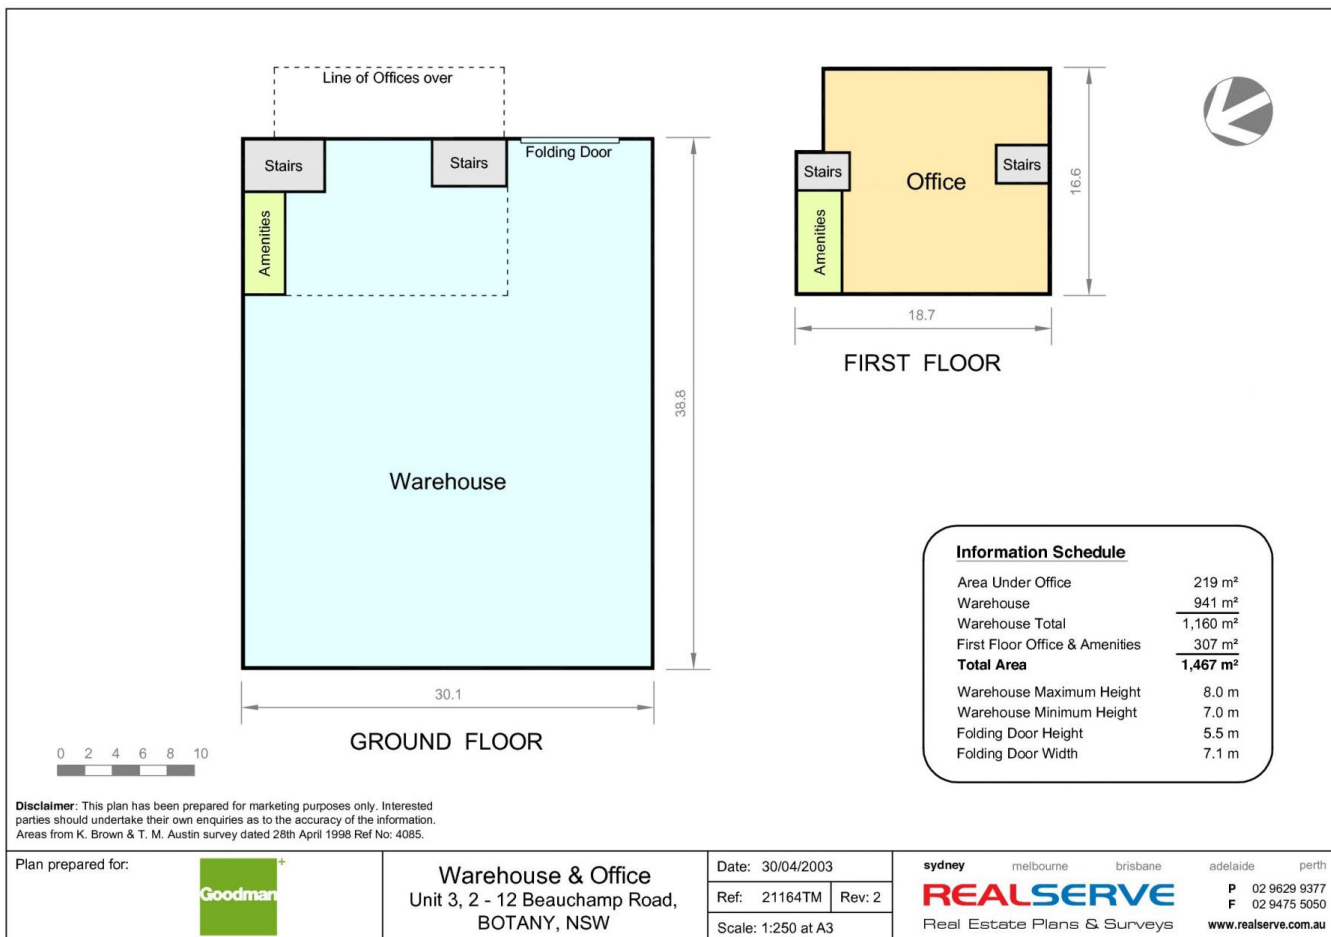 Line of Offices over
Stairs
Stairs
Folding Door
Amenities
Warehouse
38.8
30.1
GROUND FLOOR
Stairs
Office
Stairs
Amenities
16.6
18.7
FIRST FLOOR
Information Schedule
Area Under Office 219 m²
Warehouse 941 m²
Warehouse Total 1,160 m²
First Floor Office & Amenities 307 m²
Total Area 1,467 m²
Warehouse Maximum Height 8.0 m
Warehouse Minimum Height 7.0 m
Folding Door Height 5.5 m
Folding Door Width 7.1 m
0 2 4 6 8 10
Disclaimer: This plan has been prepared for marketing purposes only. Interested
parties should undertake their own enquiries as to the accuracy of the information.
Areas from K. Brown & T. M. Austin survey dated 28th April 1998 Ref No: 4085.
Plan prepared for:
Goodman+
Warehouse & Office
Unit 3, 2 - 12 Beauchamp Road,
BOTANY, NSW
Date: 30/04/2003
Ref: 21164TM Rev: 2
Scale: 1:250 at A3
sydney melbourne brisbane adelaide perth
REALSERVE
Real Estate Plans & Surveys
P 02 9629 9377
F 02 9475 5050
www.realserve.com.au